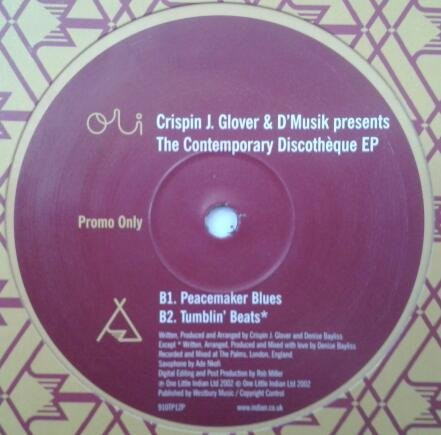 oli
Crispin J. Glover & D'Musik presents
The Contemporary Discothèque EP
Promo Only
B1. Peacemaker Blues
B2. Tumblin' Beats*
Written, Produced and Arranged by Crispin J. Glover and Denise Bayliss
Except * Written, Arranged, Produced and Mixed with love by Denise Bayliss
Recorded and Mixed at The Palms, London, England
Saxophone by Ade Nkofi
Digital Editing and Post Production by Rob Miller
℗ One Little Indian Ltd 2002 © One Little Indian Ltd 2002
Published by Westbury Music / Copyright Control
910TP12P www.indian.co.uk